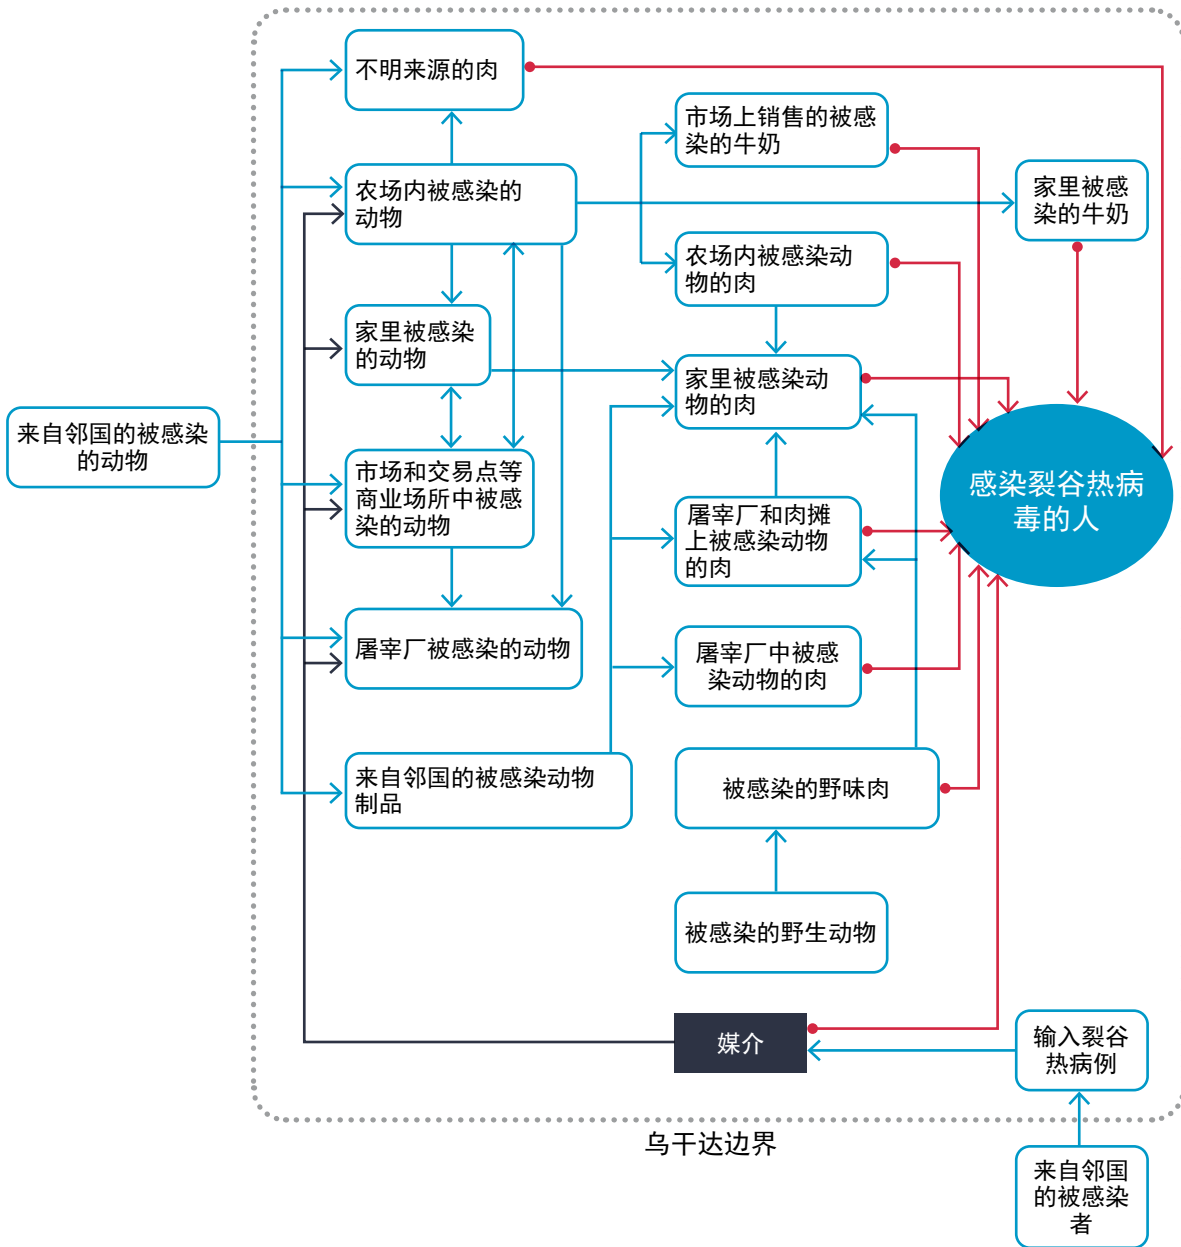 不明来源的肉
市场上销售的被感
染的牛奶
农场内被感染的
动物
家里被感
染的牛奶
农场内被感染动
物的肉
家里被感染
的动物
家里被感染动
物的肉
来自邻国的被感染
的动物
市场和交易点等
商业场所中被感
染的动物
感染裂谷热病
毒的人
屠宰厂和肉摊
上被感染动物
的肉
屠宰厂被感染的动物
屠宰厂中被感
染动物的肉
来自邻国的被感染动物
制品
被感染的野味肉
被感染的野生动物
媒介
输入裂谷
热病例
乌干达边界
来自邻国
的被感染
者